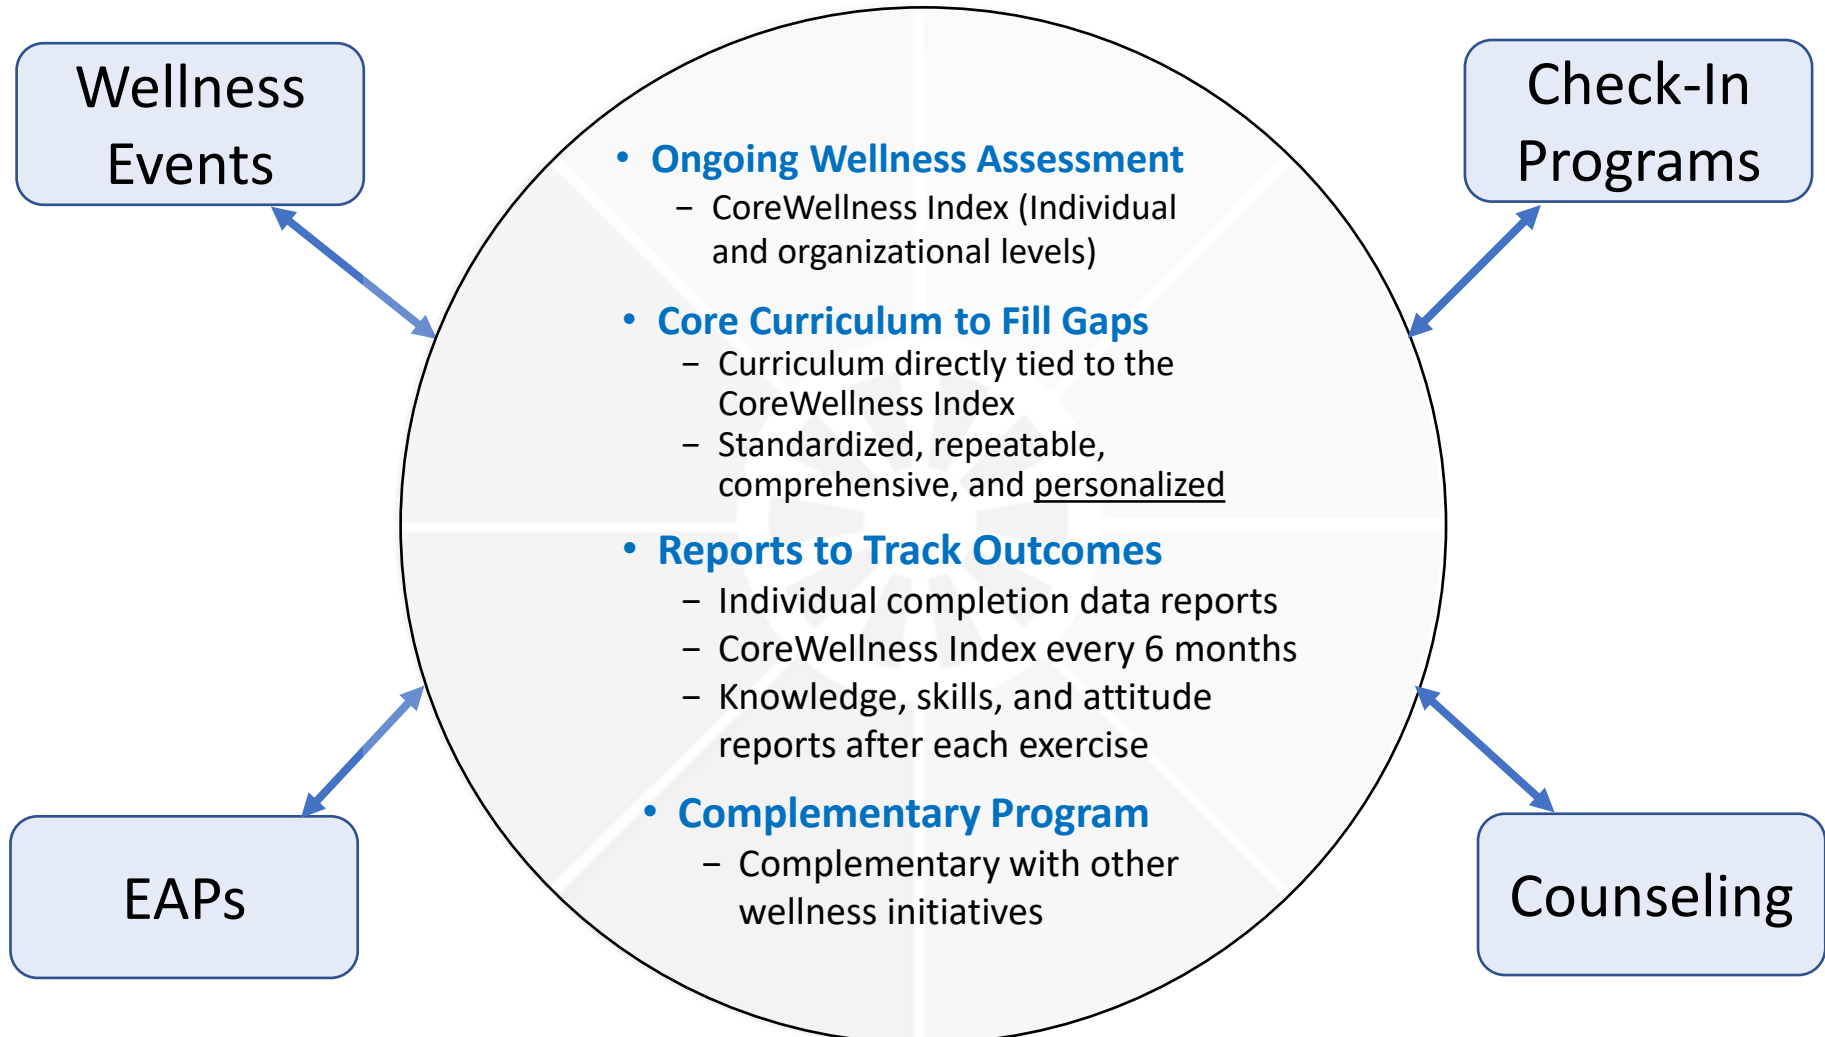 Wellness
Events
Check-In
Programs
• Ongoing Wellness Assessment
− CoreWellness Index (Individual
and organizational levels)
• Core Curriculum to Fill Gaps
− Curriculum directly tied to the
CoreWellness Index
− Standardized, repeatable,
comprehensive, and personalized
• Reports to Track Outcomes
− Individual completion data reports
− CoreWellness Index every 6 months
− Knowledge, skills, and attitude
reports after each exercise
• Complementary Program
− Complementary with other
wellness initiatives
EAPs
Counseling